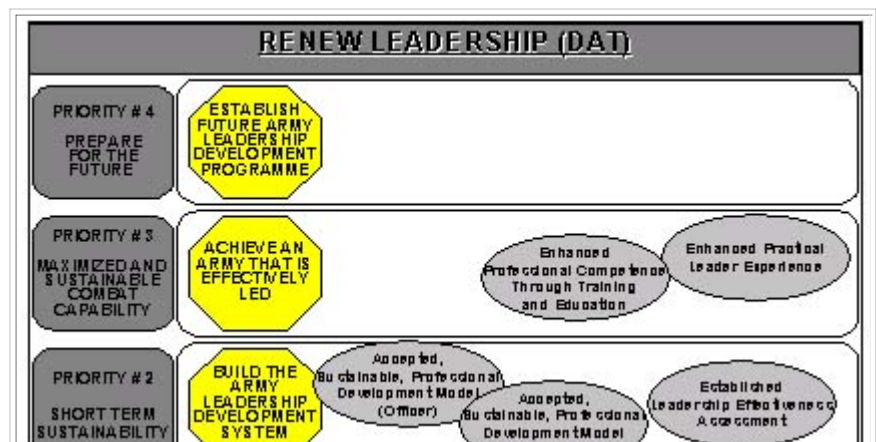 RENEW LEADERSHIP (DAT)
PRIORITY # 4
PREPARE
FOR THE
FUTURE
ESTABLISH
FUTURE ARMY
LEADERSHIP
DEVELOPMENT
PROGRAMME
PRIORITY # 3
MAXIMIZED AND
SUSTAINABLE
COMBAT
CAPABILITY
ACHIEVE AN
ARMY THAT IS
EFFECTIVELY
LED
Enhanced
Professional Competence
Through Training
and Education
Enhanced Practical
Leader Experience
PRIORITY # 2
SHORT TERM
SUSTAINABILITY
BUILD THE
ARMY
LEADERSHIP
DEVELOPMENT
SYSTEM
Accepted,
Sustainable, Professional
Development Model
(Officer)
Accepted,
Sustainable, Professional
Development Model
Established
Leadership Effectiveness
Assessment